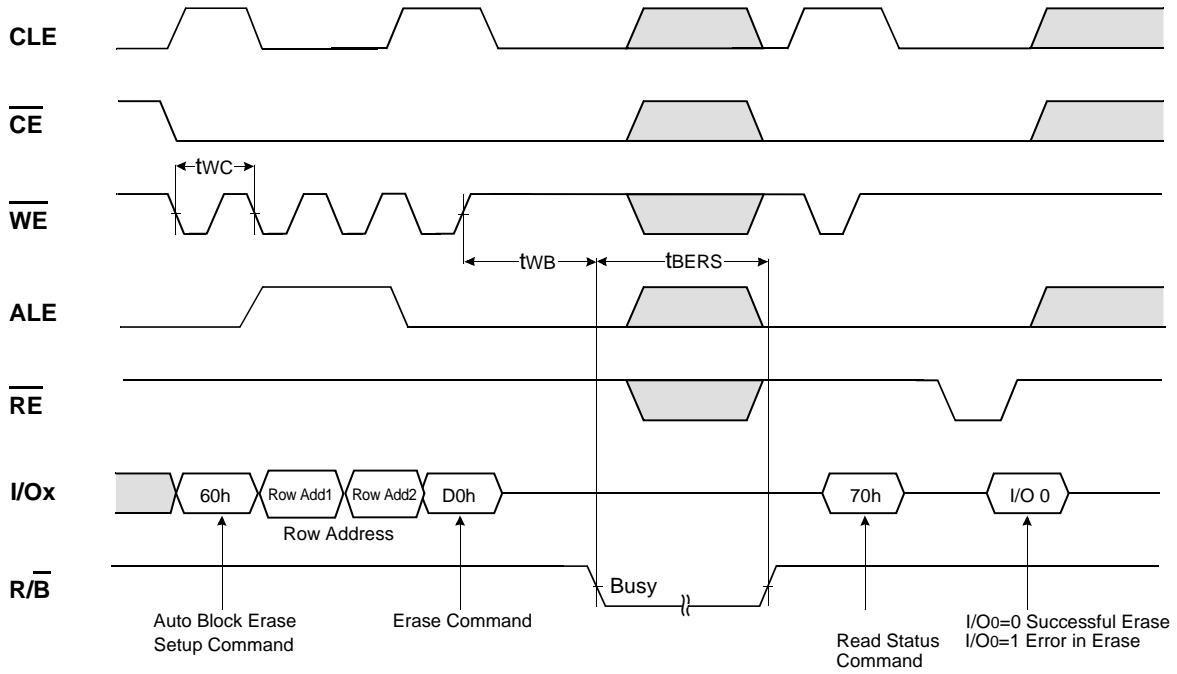 CLE
CE
tWC
WE
tWB
tBERS
ALE
RE
I/Ox
60h
Row Add1
Row Add2
D0h
70h
I/O 0
Row Address
R/B
Busy
Auto Block Erase
Setup Command
Erase Command
Read Status
Command
I/O0=0 Successful Erase
I/O0=1 Error in Erase